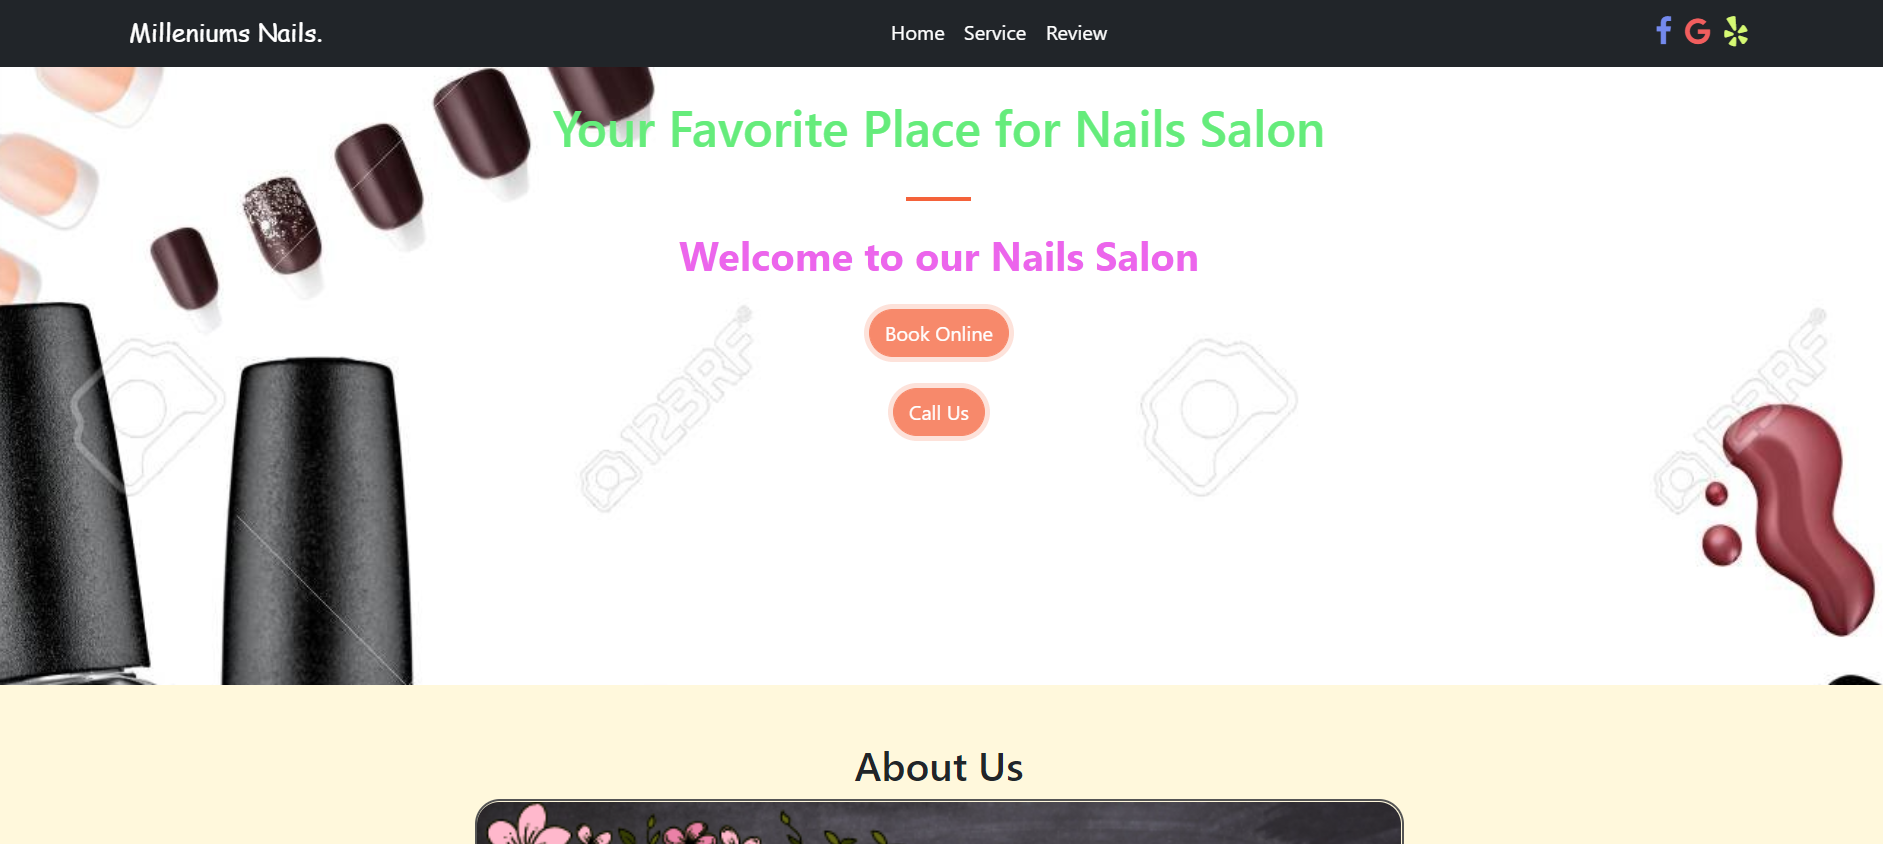 Milleniums Nails.
Home Service Review
Your Favorite Place for Nails Salon
Welcome to our Nails Salon
Book Online
Call Us
123RF
123RF
About Us